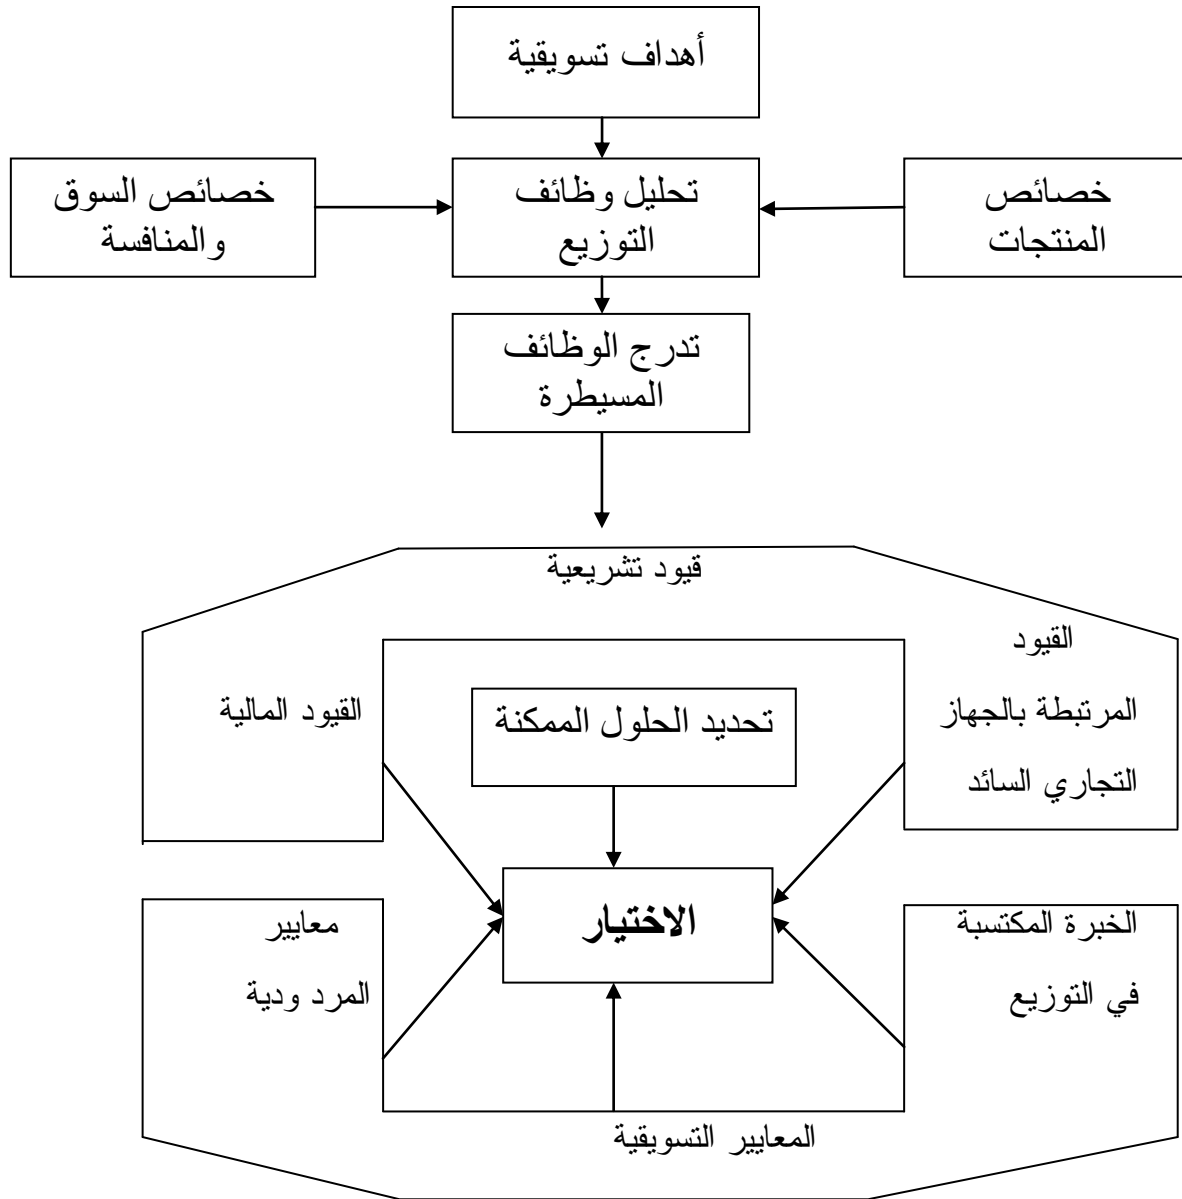 أهداف تسويقية
خصائص
المنتجات
تحليل وظائف
التوزيع
خصائص السوق
والمنافسة
تدرج الوظائف
المسيطرة
قيود تشريعية
القيود
المرتبطة بالجهاز
التجاري السائد
تحديد الحلول الممكنة
القيود المالية
الاختيار
الخبرة المكتسبة
في التوزيع
معايير
المرد ودية
المعايير التسويقية